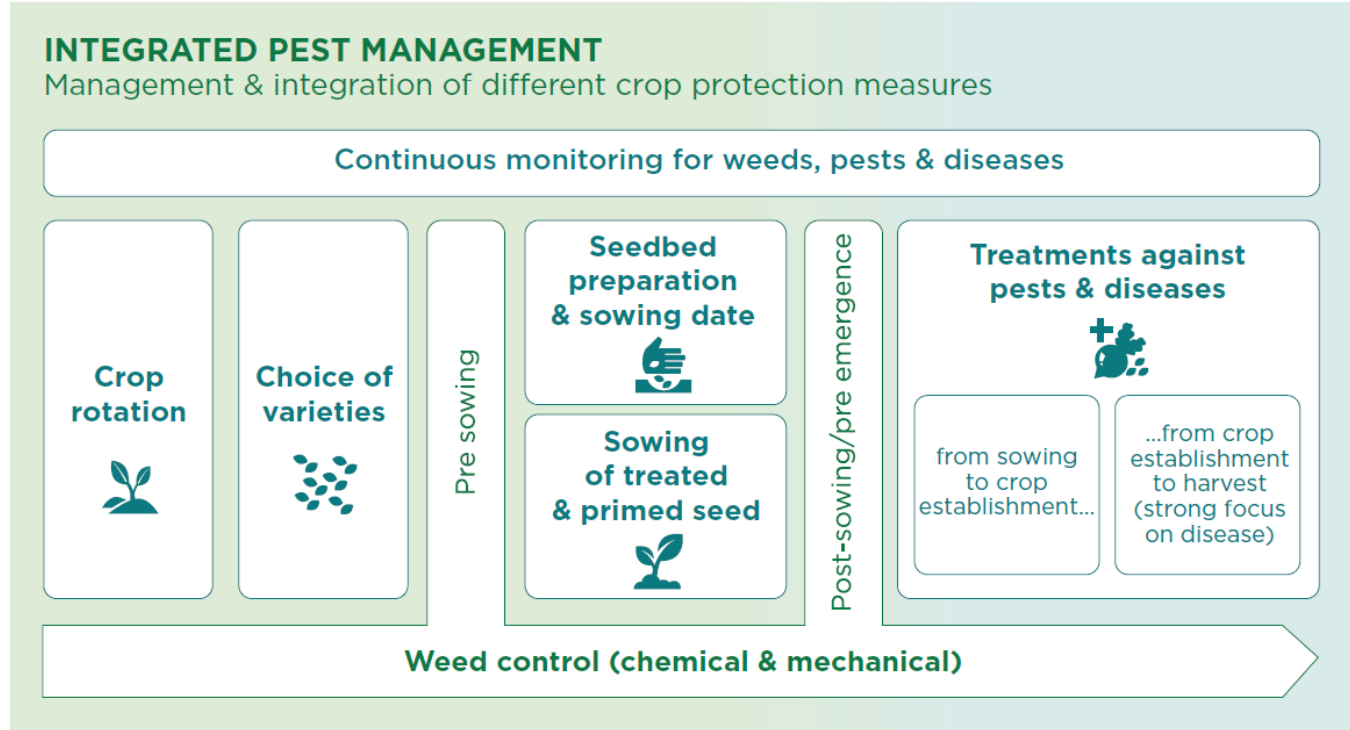 INTEGRATED PEST MANAGEMENT
Management & integration of different crop protection measures
Continuous monitoring for weeds, pests & diseases
Crop
rotation
Choice of
varieties
Pre sowing
Seedbed
preparation
& sowing date
Sowing
of treated
& primed seed
Post-sowing/pre emergence
Treatments against
pests & diseases
from sowing
to crop
establishment...
...from crop
establishment
to harvest
(strong focus
on disease)
Weed control (chemical & mechanical)